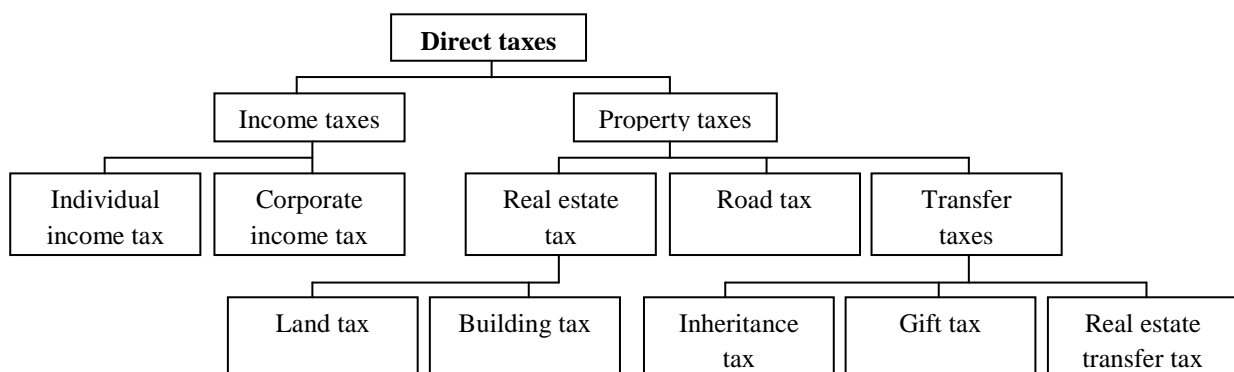 Direct taxes
Income taxes
Property taxes
Individual
income tax
Corporate
income tax
Real estate
tax
Road tax
Transfer
taxes
Land tax
Building tax
Inheritance
tax
Gift tax
Real estate
transfer tax